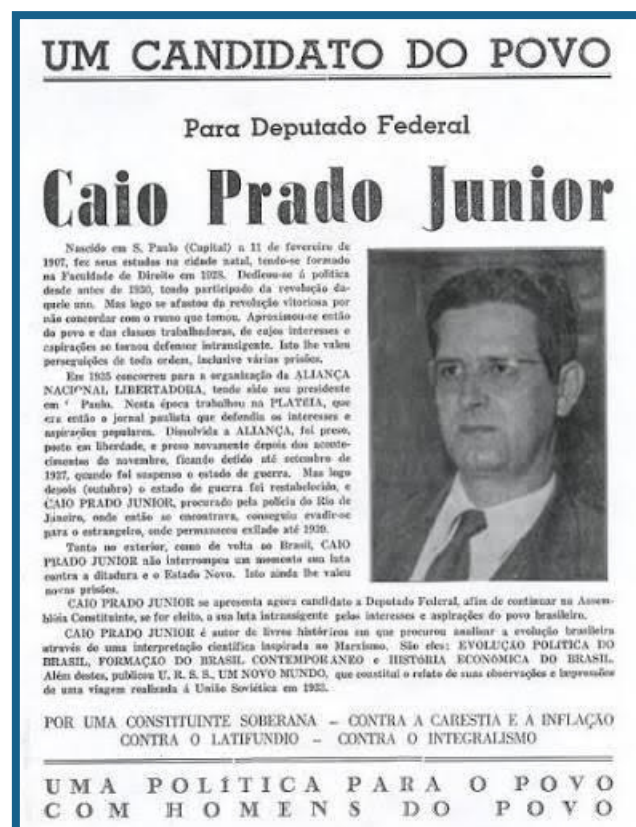 UM CANDIDATO DO POVO
Para Deputado Federal
Caio Prado Junior
Nascido em S. Paulo (Capital) a 11 de fevereiro de
1907, fez seus estudos na cidade natal, tendo-se formado
na Faculdade de Direito em 1928. Dedicou-se á política
desde antes de 1930, tendo participado da revolução da-
quele ano. Mas logo se afastou da revolução vitoriosa por
não concordar com o rumo que tomou. Aproximou-se então
do povo e das classes trabalhadoras, de cujos interesses e
aspirações se tornou defensor intransigente. Isto lhe valeu
perseguições de toda ordem, inclusive várias prisões.
Em 1935 concorreu para a organização da ALIANÇA
NACIONAL LIBERTADORA, tendo sido seu presidente
em Paulo. Nesta época trabalhou na PLATÉIA, que
era então o jornal paulista que defendia os interesses e
aspirações populares. Dissolvida a ALIANÇA, foi preso,
posto em liberdade, e preso novamente depois dos aconte-
cimentos de novembro, ficando detido até setembro de
1937, quando foi suspenso o estado de guerra. Mas logo
depois (outubro) o estado de guerra foi restabelecido, e
CAIO PRADO JUNIOR, procurado pela polícia do Rio de
Janeiro, onde então se encontrava, conseguiu evadir-se
para o estrangeiro, onde permaneceu exilado até 1939.
Tanto no exterior, como de volta ao Brasil, CAIO
PRADO JUNIOR não interrompeu um momento sua luta
contra a ditadura e o Estado Novo. Isto ainda lhe valeu
novas prisões.
CAIO PRADO JUNIOR se apresenta agora candidato a Deputado Federal, afim de continuar na Assem-
bléia Constituinte, se for eleito, a sua luta intransigente pelos interesses e aspirações do povo brasileiro.
CAIO PRADO JUNIOR é autor de livros históricos em que procurou analisar a evolução brasileira
através de uma interpretação científica inspirada no Marxismo. São eles: EVOLUÇÃO POLITICA DO
BRASIL, FORMAÇÃO DO BRASIL CONTEMPORANEO e HISTORIA ECONOMICA DO BRASIL.
Além destes, publicou U. R. S. S., UM NOVO MUNDO, que constitui o relato de suas observações e impressões
de uma viagem realizada á União Soviética em 1933.
POR UMA CONSTITUINTE SOBERANA – CONTRA A CARESTIA E A INFLAÇÃO
CONTRA O LATIFUNDIO – CONTRA O INTEGRALISMO
UMA POLÍTICA PARA O POVO
COM HOMENS DO POVO